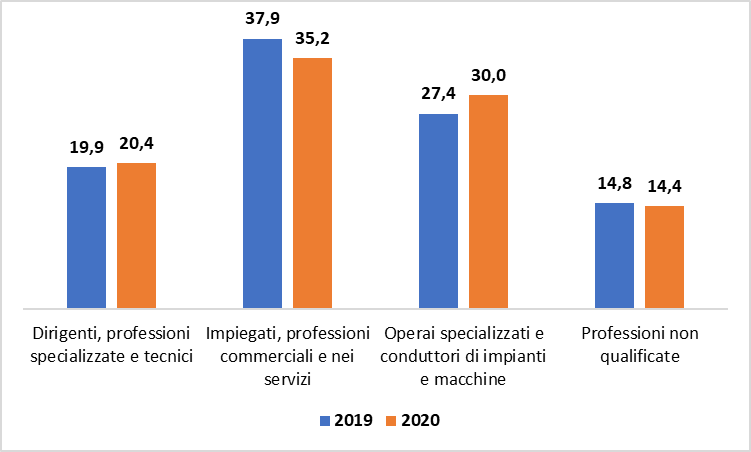 37,9
35,2
30,0
27,4
19,9 20,4
14,8 14,4
Dirigenti, professioni
specializzate e tecnici
Impiegati, professioni
commerciali e nei
servizi
Operai specializzati e
conduttori di impianti
e macchine
Professioni non
qualificate
2019 2020